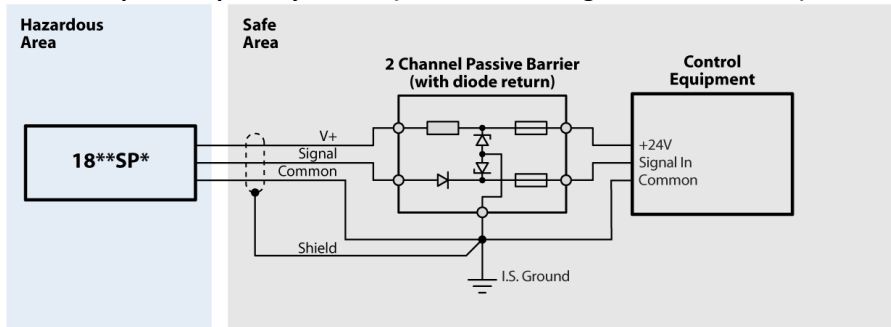 Hazardous
Area
Safe
Area
2 Channel Passive Barrier
(with diode return)
Control
Equipment
18**SP*
V+
Signal
Common
Shield
+24V
Signal In
Common
I.S. Ground